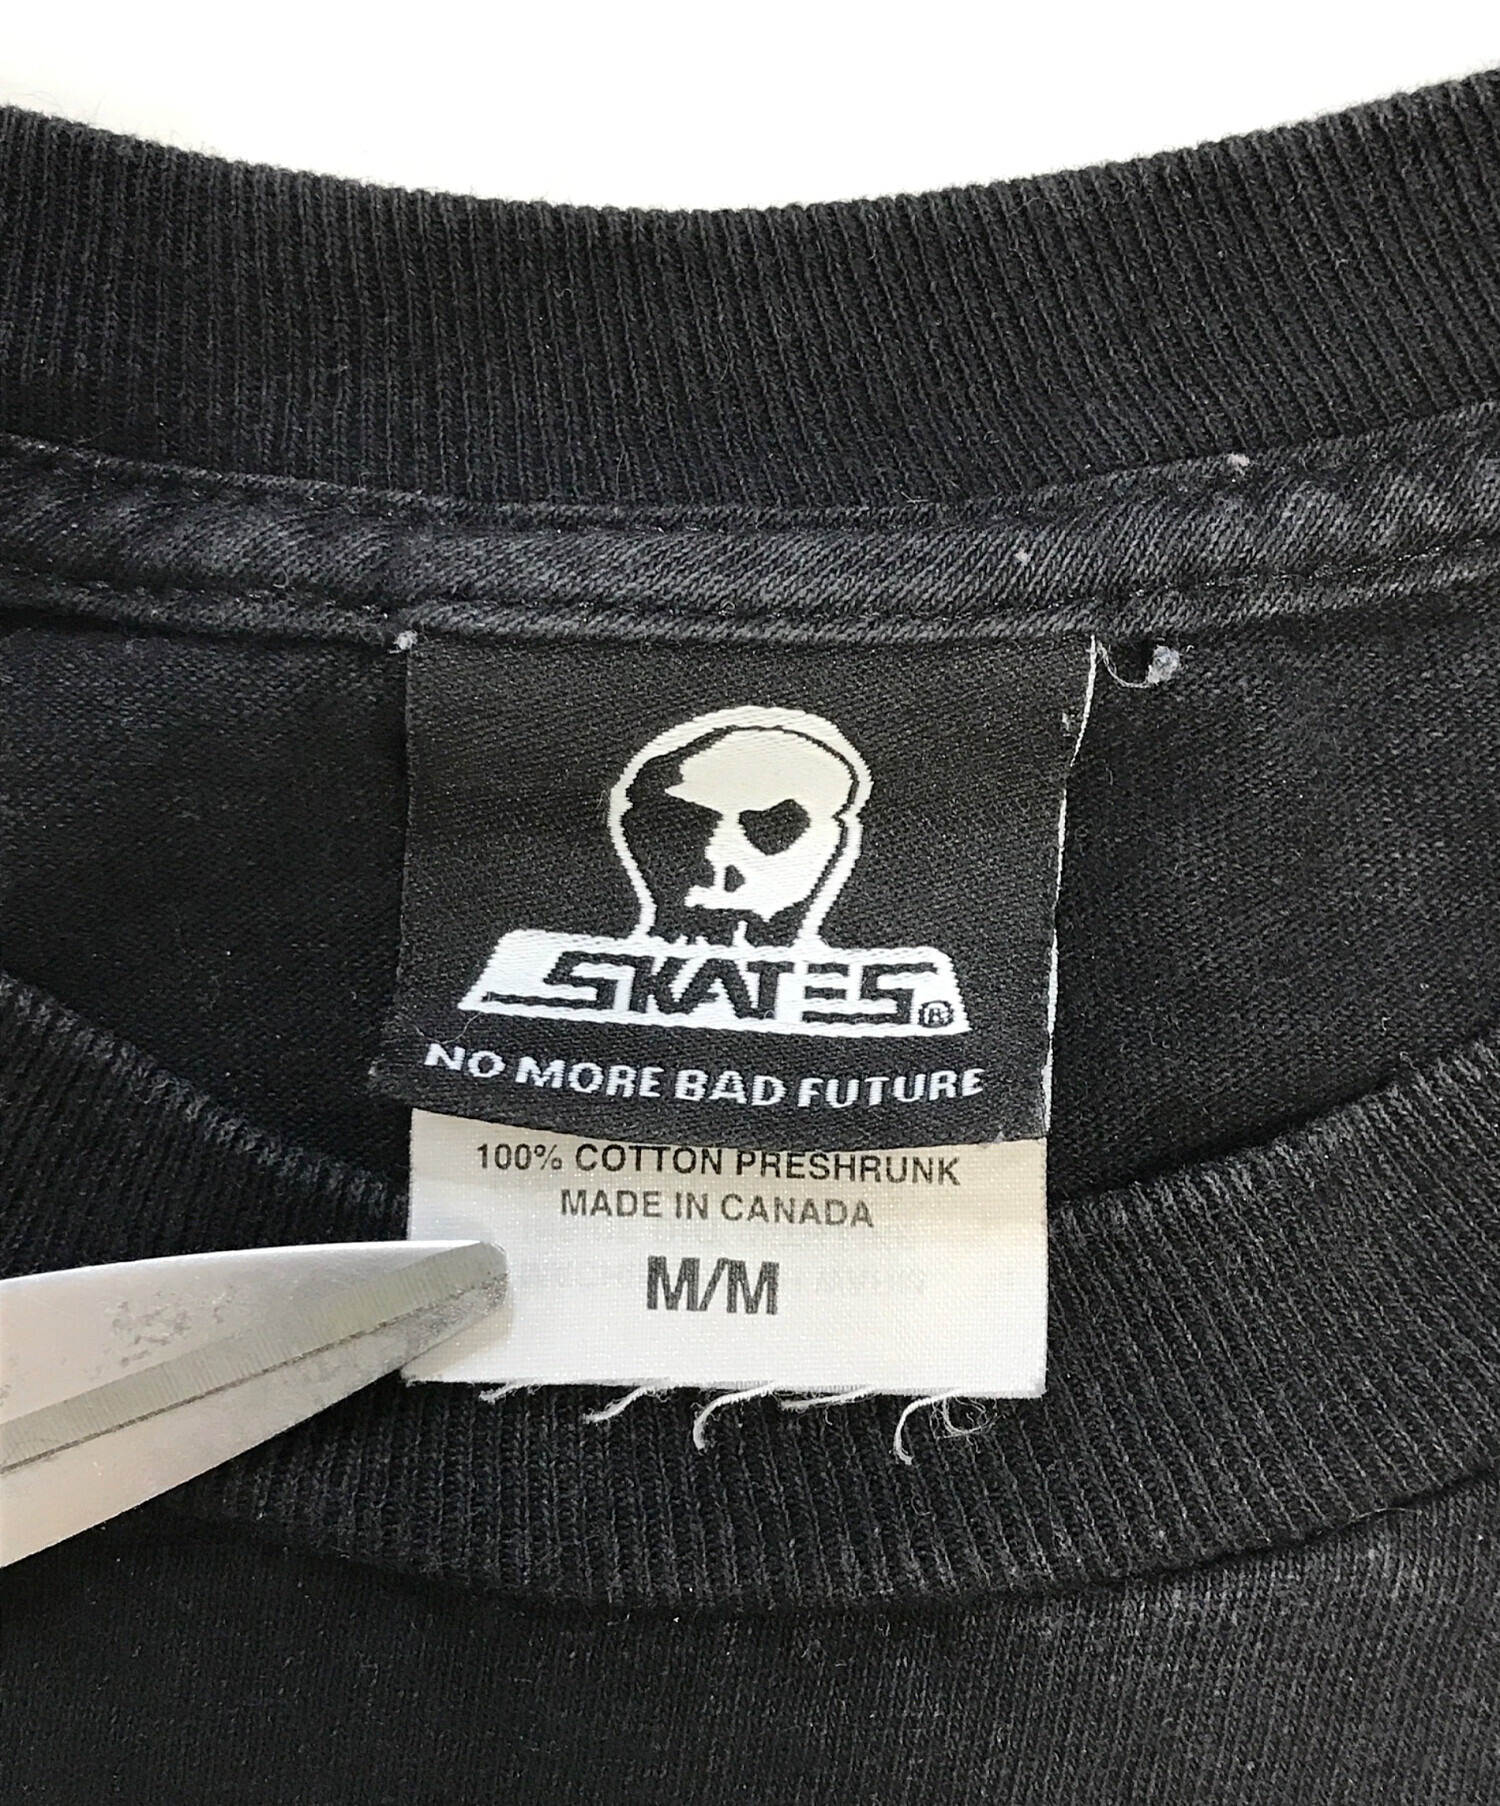 SKATES®
NO MORE BAD FUTURE
100% COTTON PRESHRUNK
MADE IN CANADA
M/M